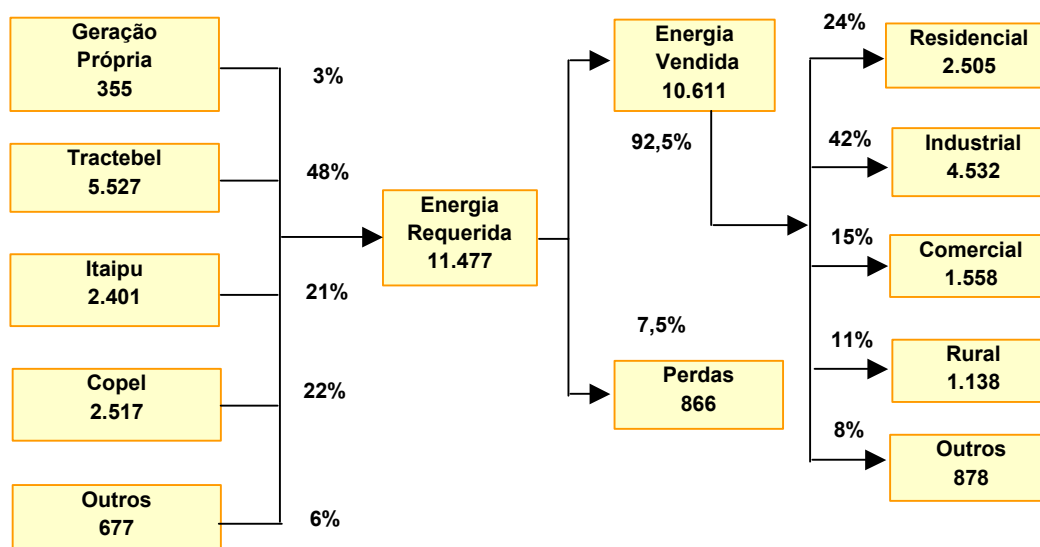 Geração
Própria
355
3%
Tractebel
5.527
48%
Itaipu
2.401
21%
Copel
2.517
22%
Outros
677
6%
Energia
Requerida
11.477
Energia
Vendida
10.611
92,5%
7,5%
Perdas
866
24%
Residencial
2.505
42%
Industrial
4.532
15%
Comercial
1.558
11%
Rural
1.138
8%
Outros
878